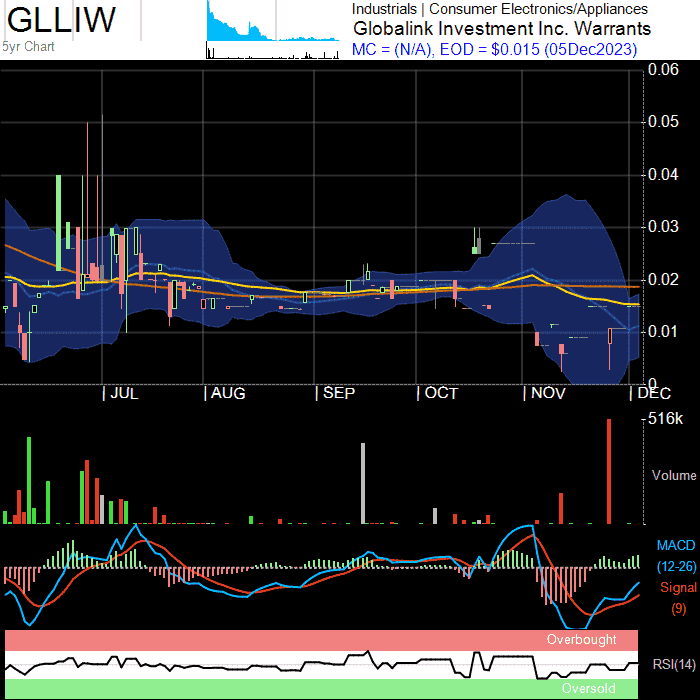 GLLIW
5yr Chart
Industrials | Consumer Electronics/Appliances
Globalink Investment Inc. Warrants
MC = (N/A), EOD = $0.015 (05Dec2023)
0.06
0.05
0.04
0.03
0.02
0.01
0
JUL AUG SEP OCT NOV DEC
516k
Volume
MACD
(12-26)
Signal
(9)
Overbought
RSI(14)
Oversold